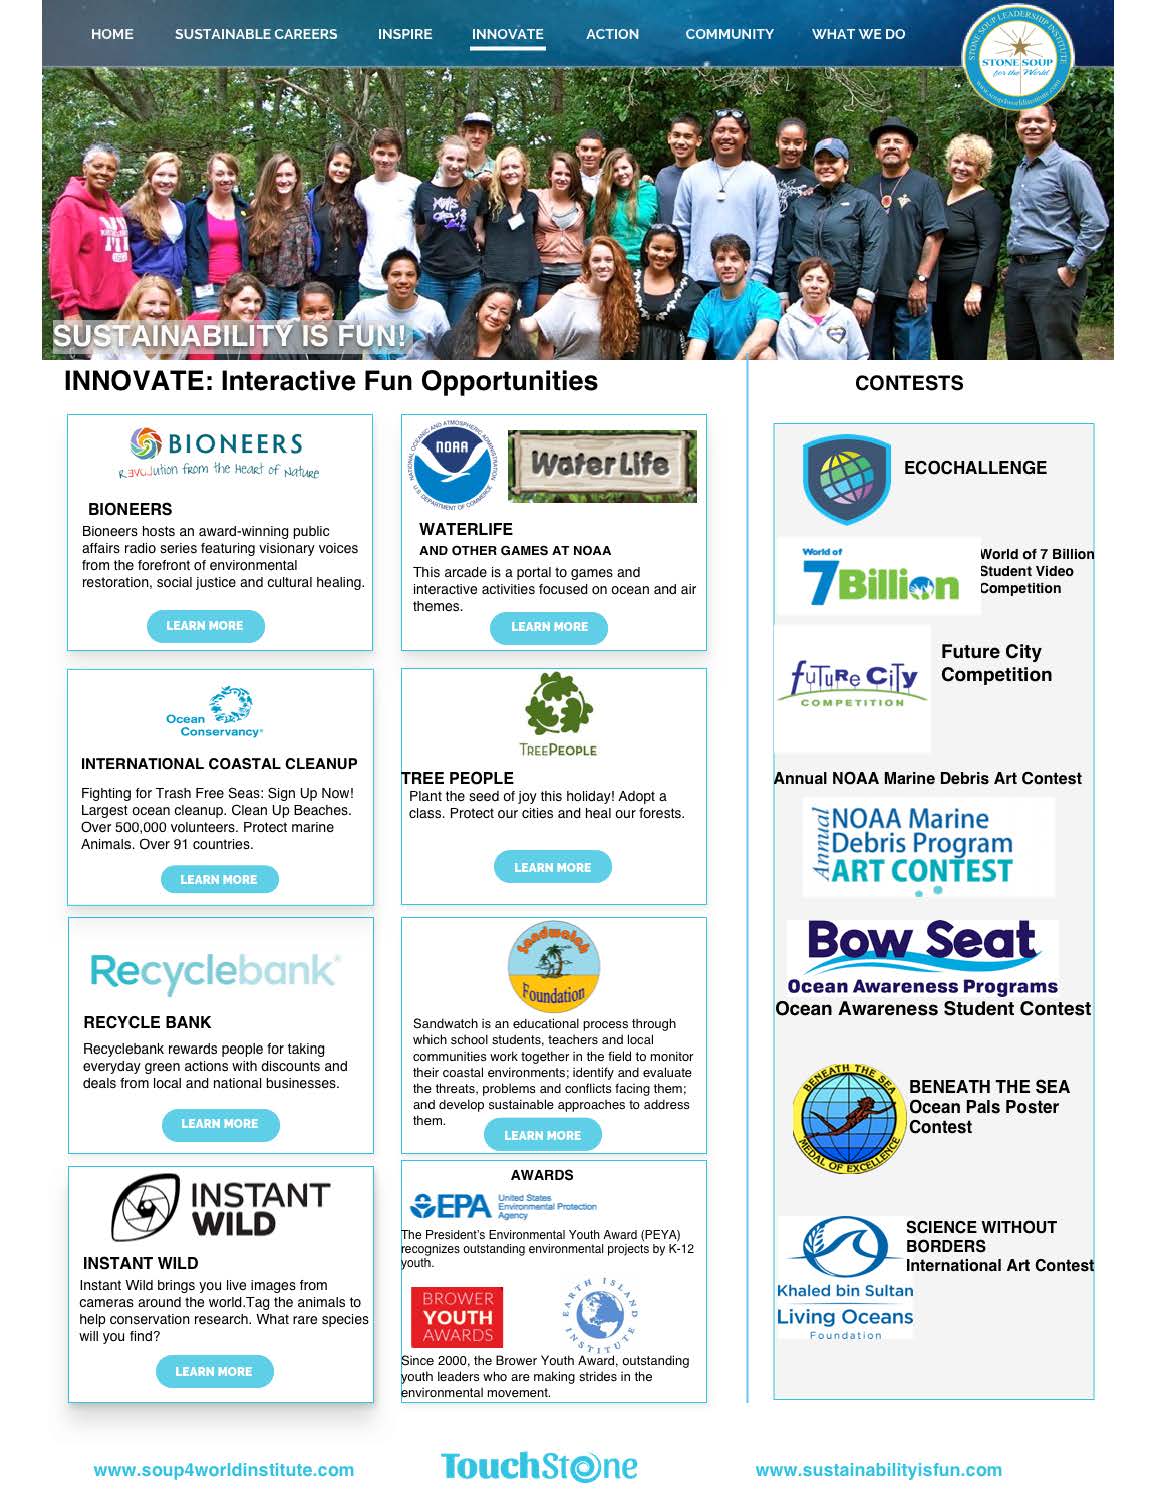 HOME SUSTAINABLE CAREERS INSPIRE INNOVATE ACTION COMMUNITY WHAT WE DO
STONE SOUP LEADERSHIP INSTITUTE
STONE SOUP
for the World
www.soup4worldinstitute.com
SUSTAINABILITY IS FUN!
INNOVATE: Interactive Fun Opportunities
BIONEERS
REVOLution from the Heart of Nature
BIONEERS
Bioneers hosts an award-winning public
affairs radio series featuring visionary voices
from the forefront of environmental
restoration, social justice and cultural healing.
LEARN MORE
NATIONAL OCEANIC AND ATMOSPHERIC ADMINISTRATION
NOAA
U.S. DEPARTMENT OF COMMERCE
WaterLife
WATERLIFE
AND OTHER GAMES AT NOAA
This arcade is a portal to games and
interactive activities focused on ocean and air
themes.
LEARN MORE
Ocean
Conservancy®
INTERNATIONAL COASTAL CLEANUP
Fighting for Trash Free Seas: Sign Up Now!
Largest ocean cleanup. Clean Up Beaches.
Over 500,000 volunteers. Protect marine
Animals. Over 91 countries.
LEARN MORE
TREEPEOPLE
TREE PEOPLE
Plant the seed of joy this holiday! Adopt a
class. Protect our cities and heal our forests.
LEARN MORE
Recyclebank®
RECYCLE BANK
Recyclebank rewards people for taking
everyday green actions with discounts and
deals from local and national businesses.
LEARN MORE
Sandwatch
Foundation
Sandwatch is an educational process through
which school students, teachers and local
communities work together in the field to monitor
their coastal environments; identify and evaluate
the threats, problems and conflicts facing them;
and develop sustainable approaches to address
them.
LEARN MORE
INSTANT
WILD
INSTANT WILD
Instant Wild brings you live images from
cameras around the world.Tag the animals to
help conservation research. What rare species
will you find?
LEARN MORE
AWARDS
EPA
United States
Environmental Protection
Agency
The President's Environmental Youth Award (PEYA)
recognizes outstanding environmental projects by K-12
youth.
BROWER
YOUTH
AWARDS
EARTH ISLAND
INSTITUTE
Since 2000, the Brower Youth Award, outstanding
youth leaders who are making strides in the
environmental movement.
CONTESTS
ECOCHALLENGE
World of
7 Billion
World of 7 Billion
Student Video
Competition
FuTuRe CiTy
COMPETITION
Future City
Competition
Annual NOAA Marine Debris Art Contest
Annual
NOAA Marine
Debris Program
ART CONTEST
Bow Seat
Ocean Awareness Programs
Ocean Awareness Student Contest
BENEATH THE SEA
MEDAL OF EXCELLENCE
BENEATH THE SEA
Ocean Pals Poster
Contest
Khaled bin Sultan
Living Oceans
Foundation
SCIENCE WITHOUT
BORDERS
International Art Contest
www.soup4worldinstitute.com
TouchStone
www.sustainabilityisfun.com